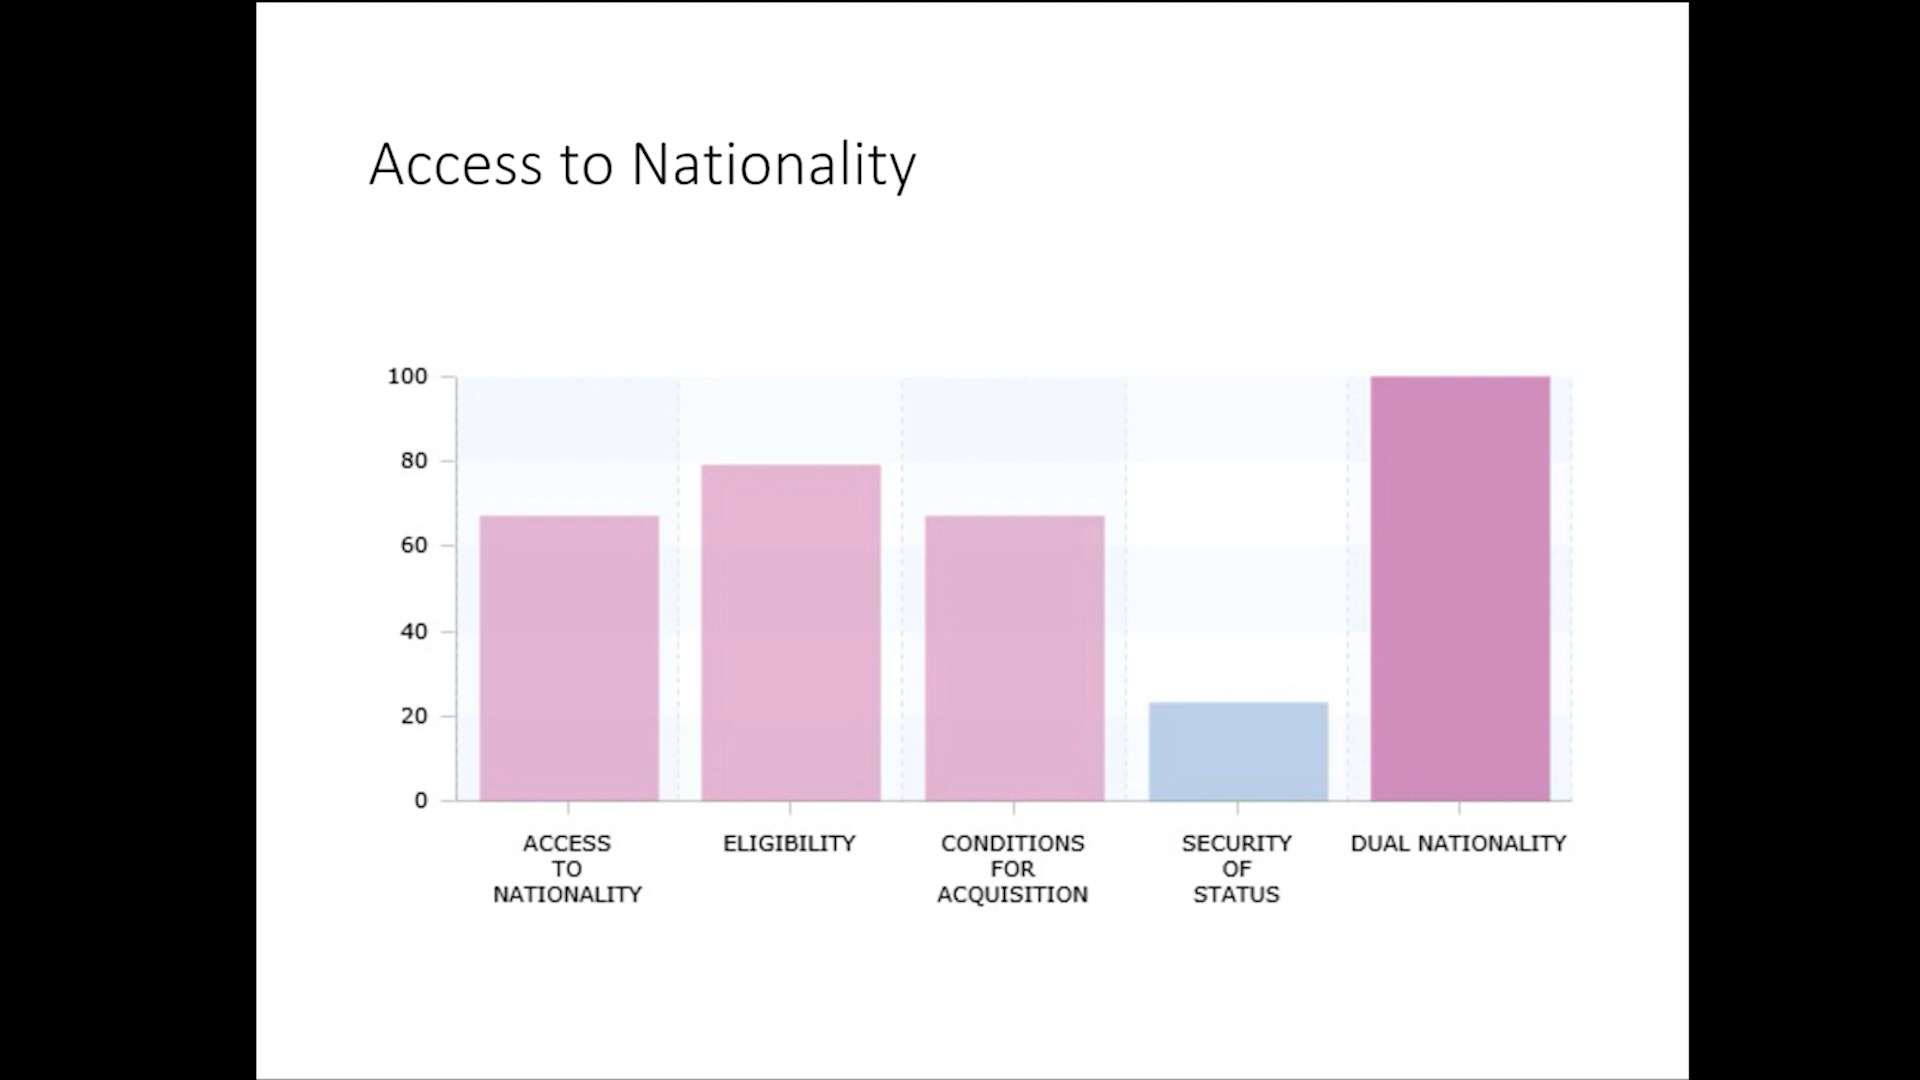 Access to Nationality
100
80
60
40
20
0
ACCESS
TO
NATIONALITY
ELIGIBILITY
CONDITIONS
FOR
ACQUISITION
SECURITY
OF
STATUS
DUAL NATIONALITY